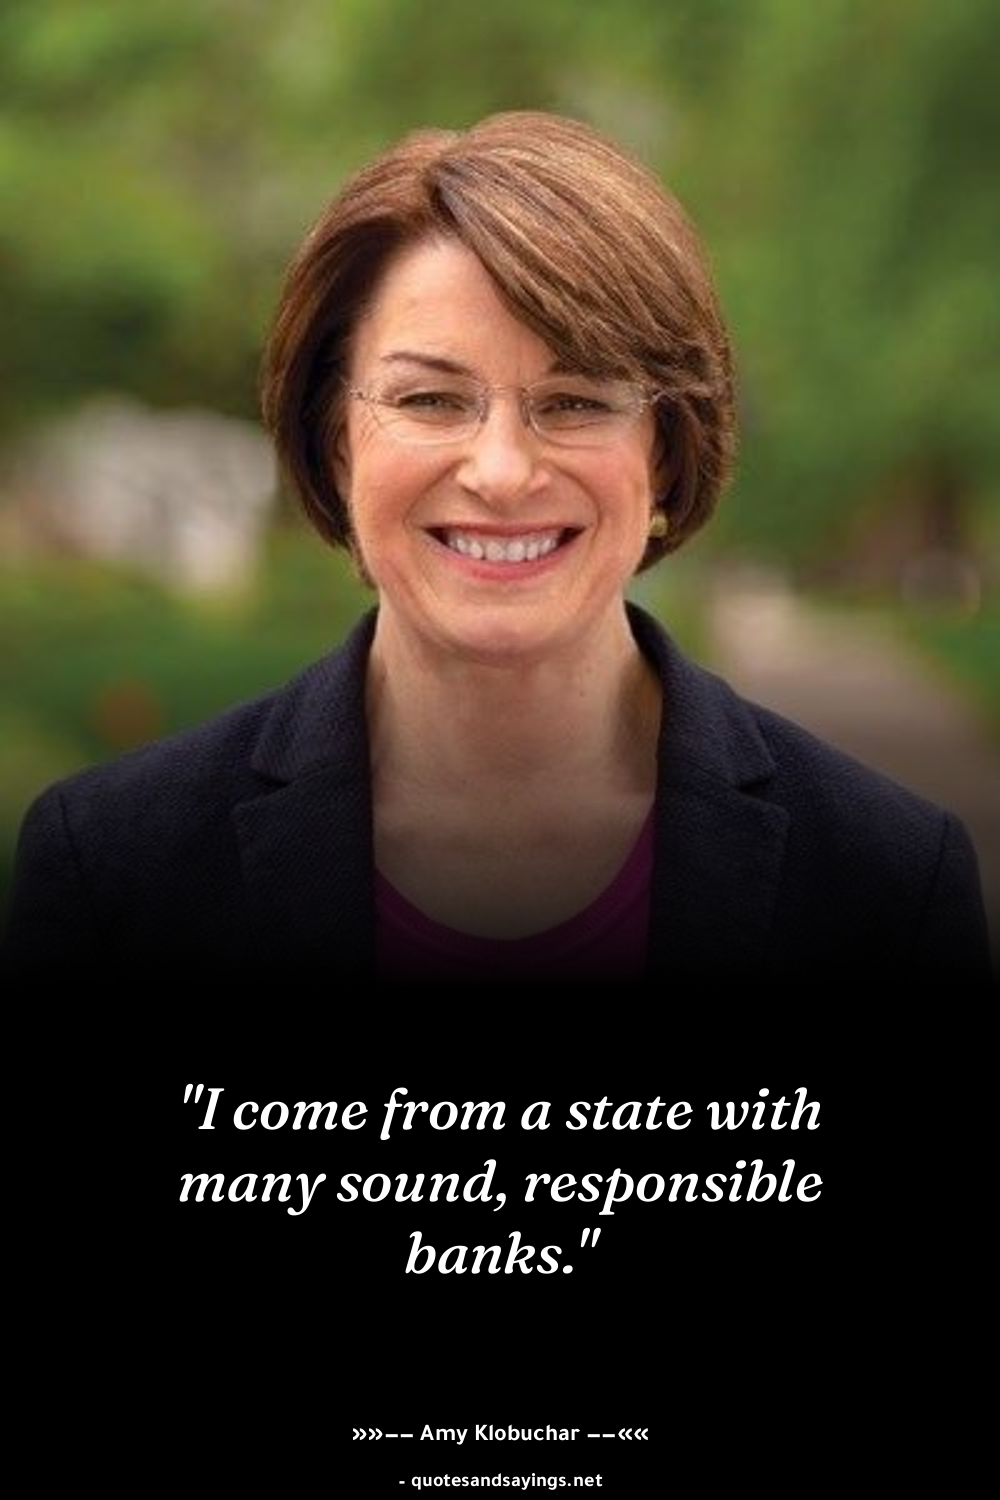 "I come from a state with
many sound, responsible
banks."
»»–– Amy Klobuchar ––««
- quotesandsayings.net